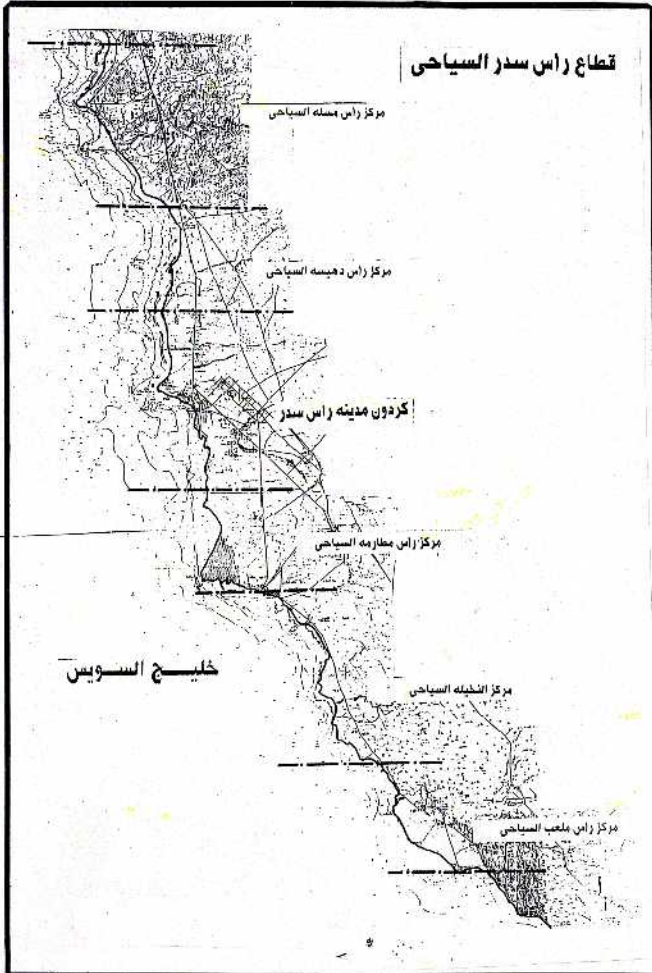 قطاع راس سدر السياحى
مركز راس مسله السياحى
مركز راس دهيسه السياحى
كردون مدينه راس سدر
مركز راس مطارمه السياحى
خليج السويس
مركز النخيله السياحى
مركز راس ملعب السياحى